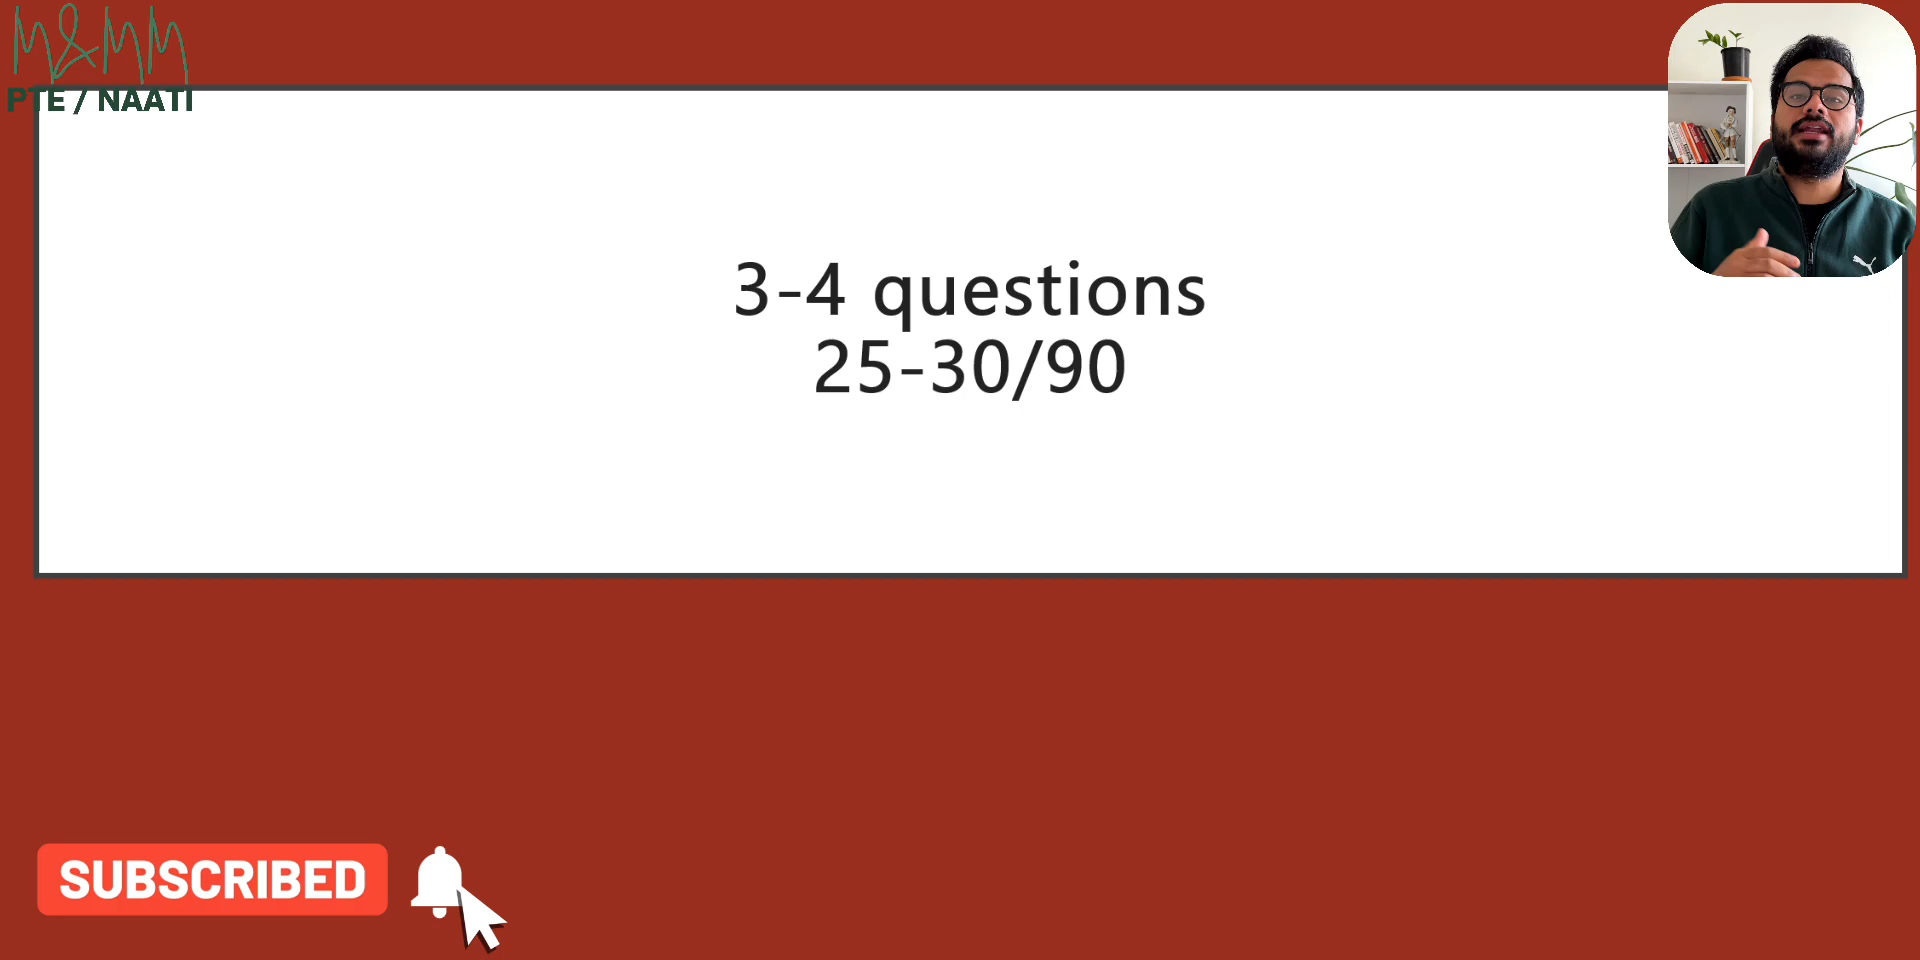 M&MM
PTE / NAATI
3-4 questions
25-30/90
SUBSCRIBED